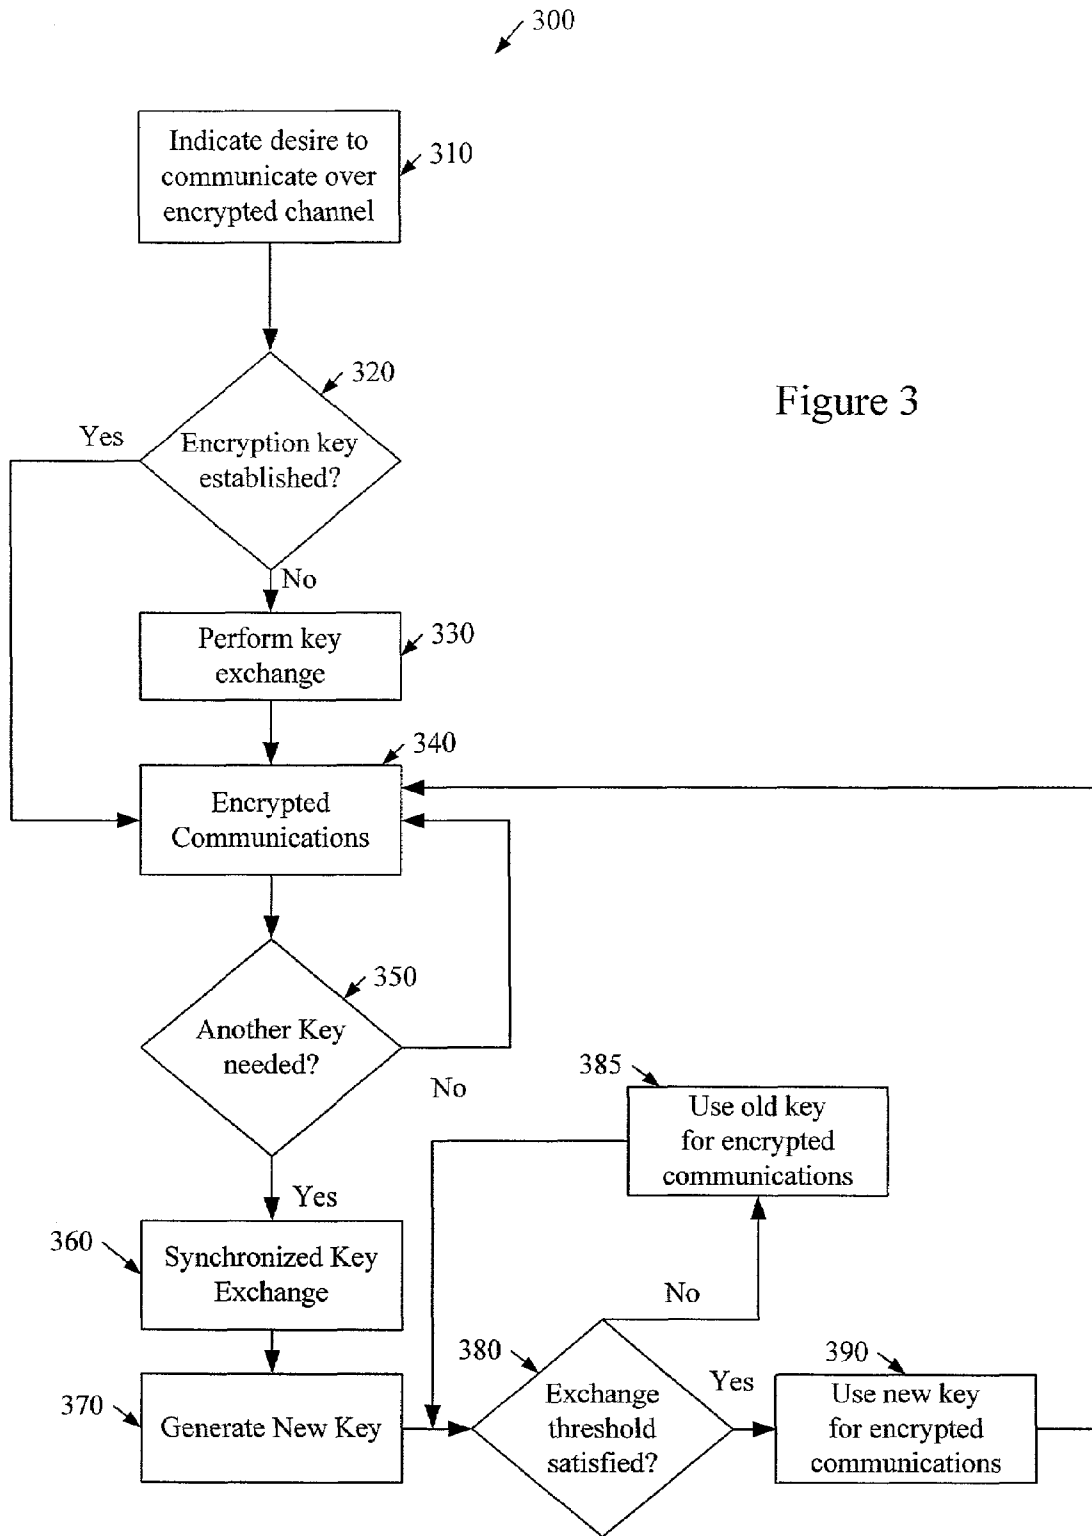 300
Indicate desire to
communicate over
encrypted channel
310
320
Figure 3
Yes
Encryption key
established?
No
Perform key
exchange
330
340
Encrypted
Communications
350
Another Key
needed?
No
385
Use old key
for encrypted
communications
Yes
360
Synchronized Key
Exchange
No
380
Exchange
threshold
satisfied?
Yes
390
Use new key
for encrypted
communications
370
Generate New Key